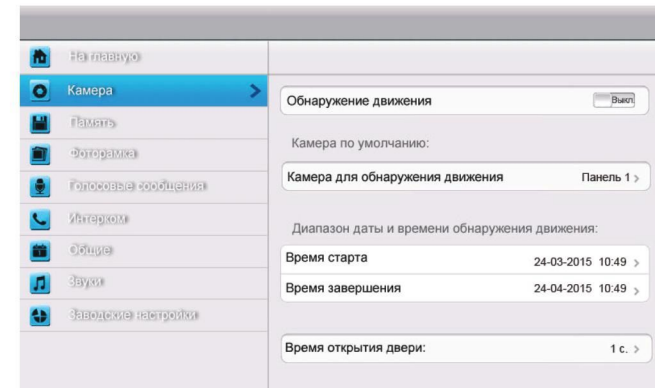 На главную
Камера
Память
Фоторамка
Голосовые сообщения
Интерком
Общие
Звуки
Заводские настройки
Обнаружение движения Выкл
Камера по умолчанию:
Камера для обнаружения движения Панель 1 >
Диапазон даты и времени обнаружения движения:
Время старта 24-03-2015 10:49 >
Время завершения 24-04-2015 10:49 >
Время открытия двери: 1 с. >